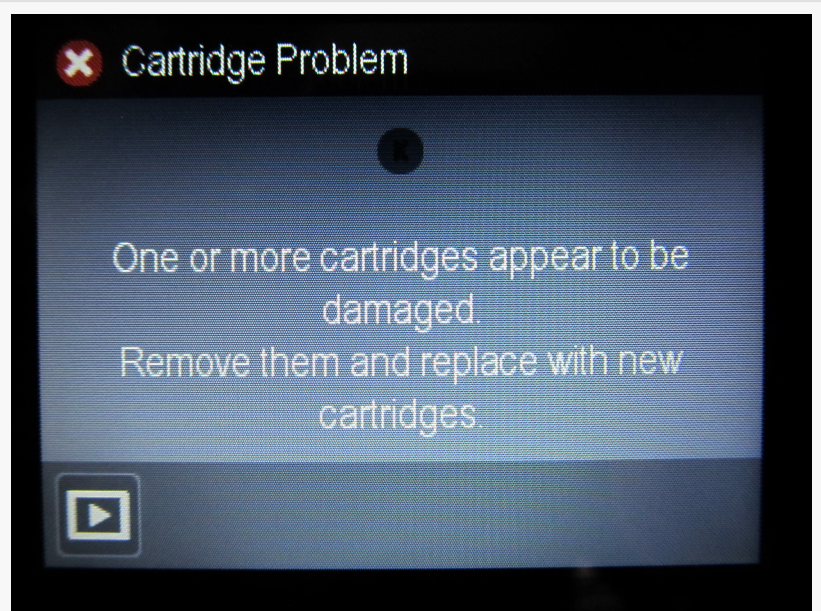 Cartridge Problem
K
One or more cartridges appear to be
damaged.
Remove them and replace with new
cartridges.